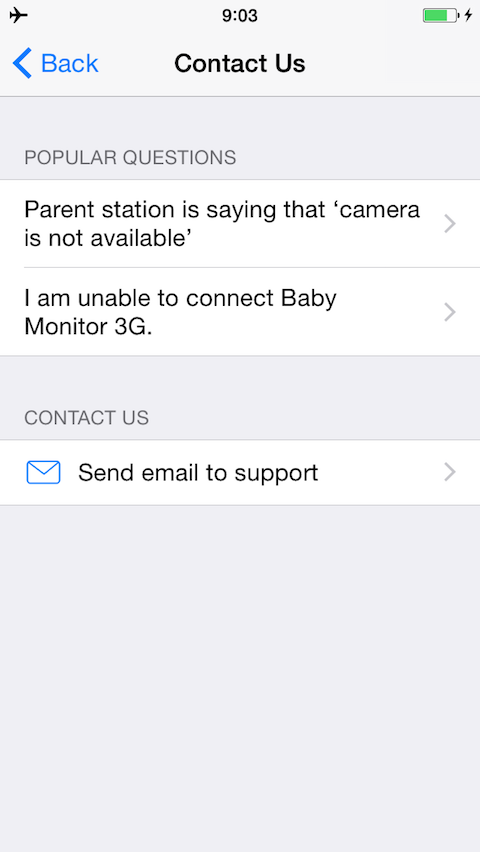 9:03
Back
Contact Us
POPULAR QUESTIONS
Parent station is saying that ‘camera
is not available’
I am unable to connect Baby
Monitor 3G.
CONTACT US
Send email to support